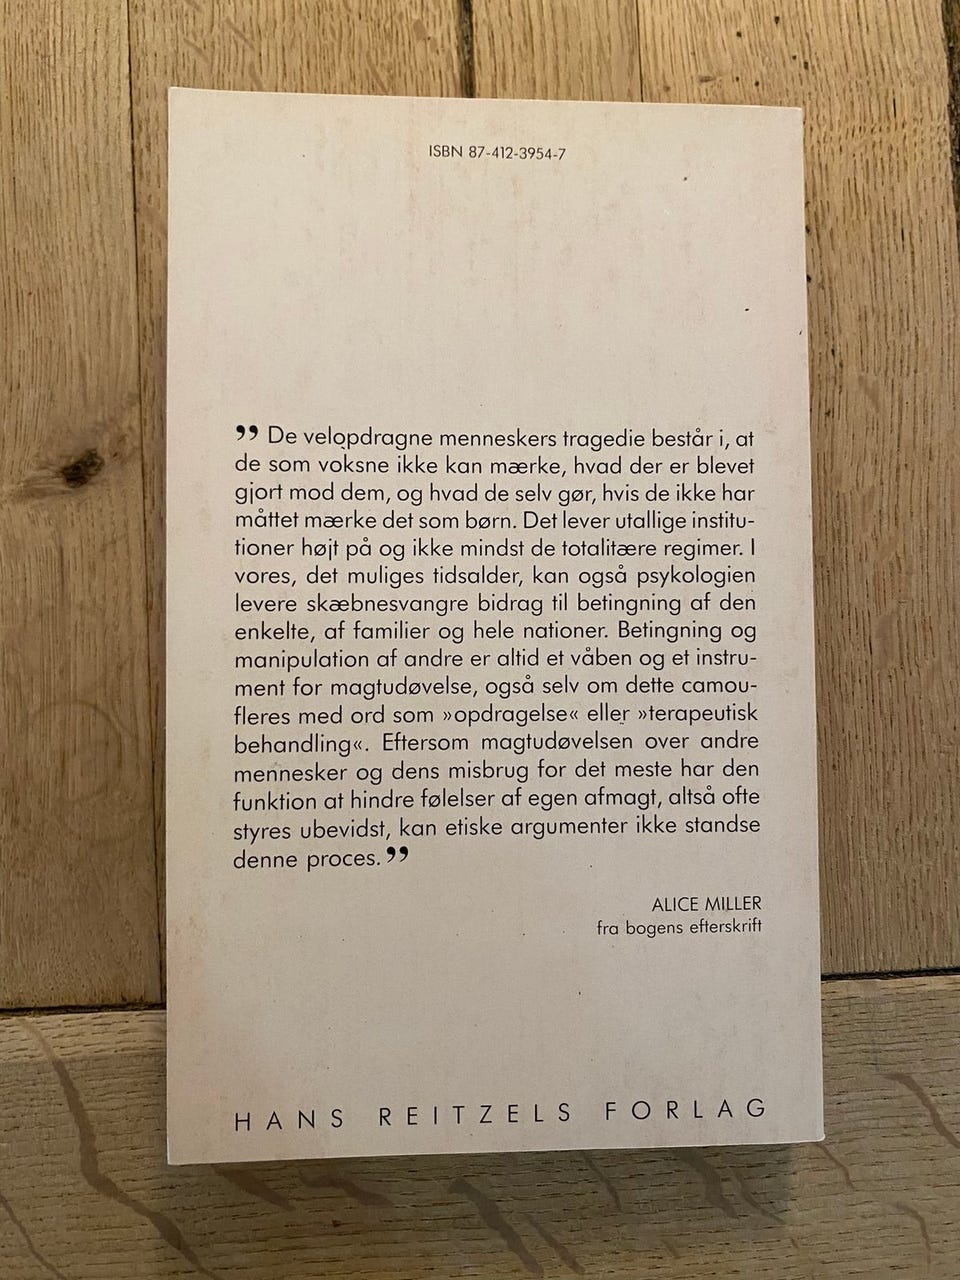 ISBN 87-412-3954-7
”De velopdragne menneskers tragedie består i, at
de som voksne ikke kan mærke, hvad der er blevet
gjort mod dem, og hvad de selv gør, hvis de ikke har
måttet mærke det som børn. Det lever utallige institu-
tioner højt på og ikke mindst de totalitære regimer. I
vores, det muliges tidsalder, kan også psykologien
levere skæbnesvangre bidrag til betingning af den
enkelte, af familier og hele nationer. Betingning og
manipulation af andre er altid et våben og et instru-
ment for magtudøvelse, også selv om dette camou-
fleres med ord som »opdragelse« eller »terapeutisk
behandling«. Eftersom magtudøvelsen over andre
mennesker og dens misbrug for det meste har den
funktion at hindre følelser af egen afmagt, altså ofte
styres ubevidst, kan etiske argumenter ikke standse
denne proces.”
ALICE MILLER
fra bogens efterskrift
HANS REITZELS FORLAG